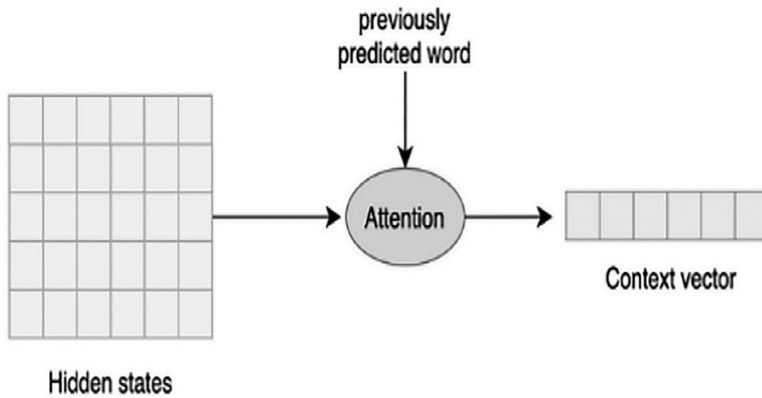 previously
predicted word
Attention
Context vector
Hidden states